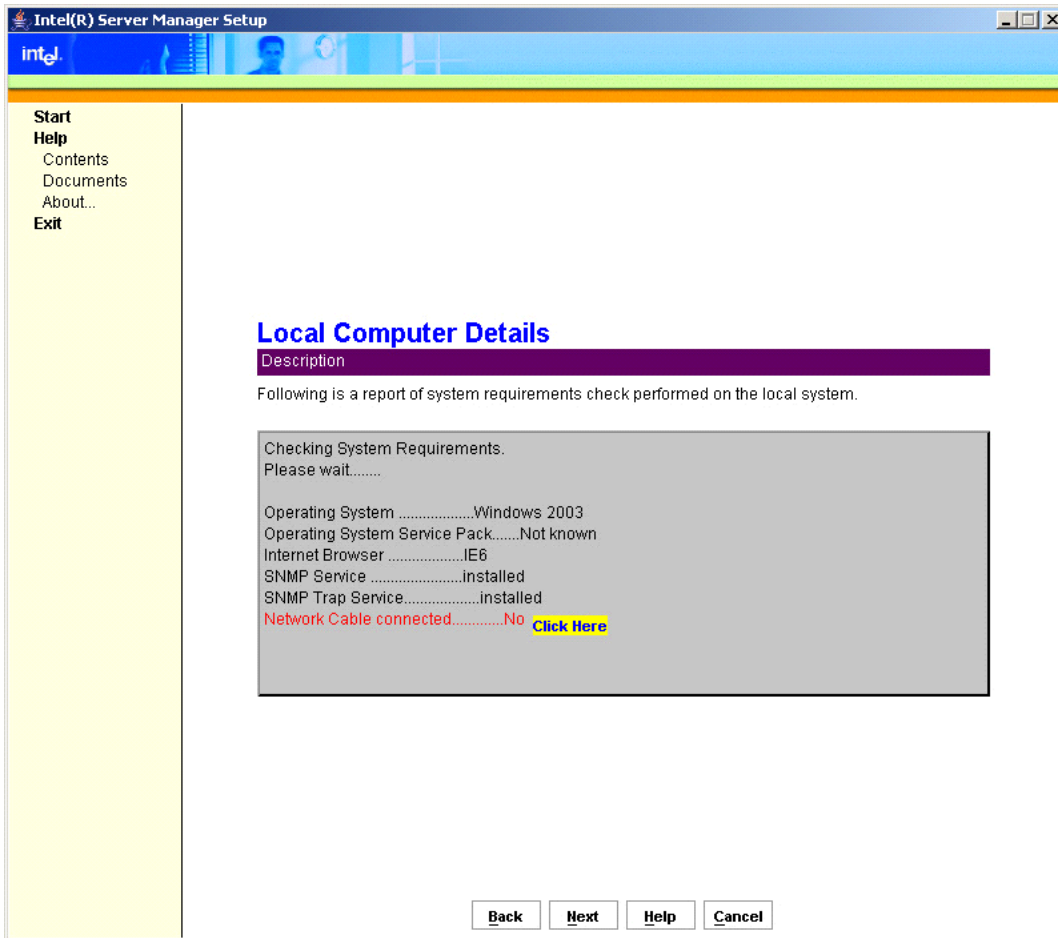 Intel(R) Server Manager Setup
intel.
Start
Help
Contents
Documents
About...
Exit
Local Computer Details
Description
Following is a report of system requirements check performed on the local system.
Checking System Requirements.
Please wait........
Operating System ...................Windows 2003
Operating System Service Pack.......Not known
Internet Browser ...................IE6
SNMP Service .......................installed
SNMP Trap Service...................installed
Network Cable connected.............No Click Here
Back Next Help Cancel